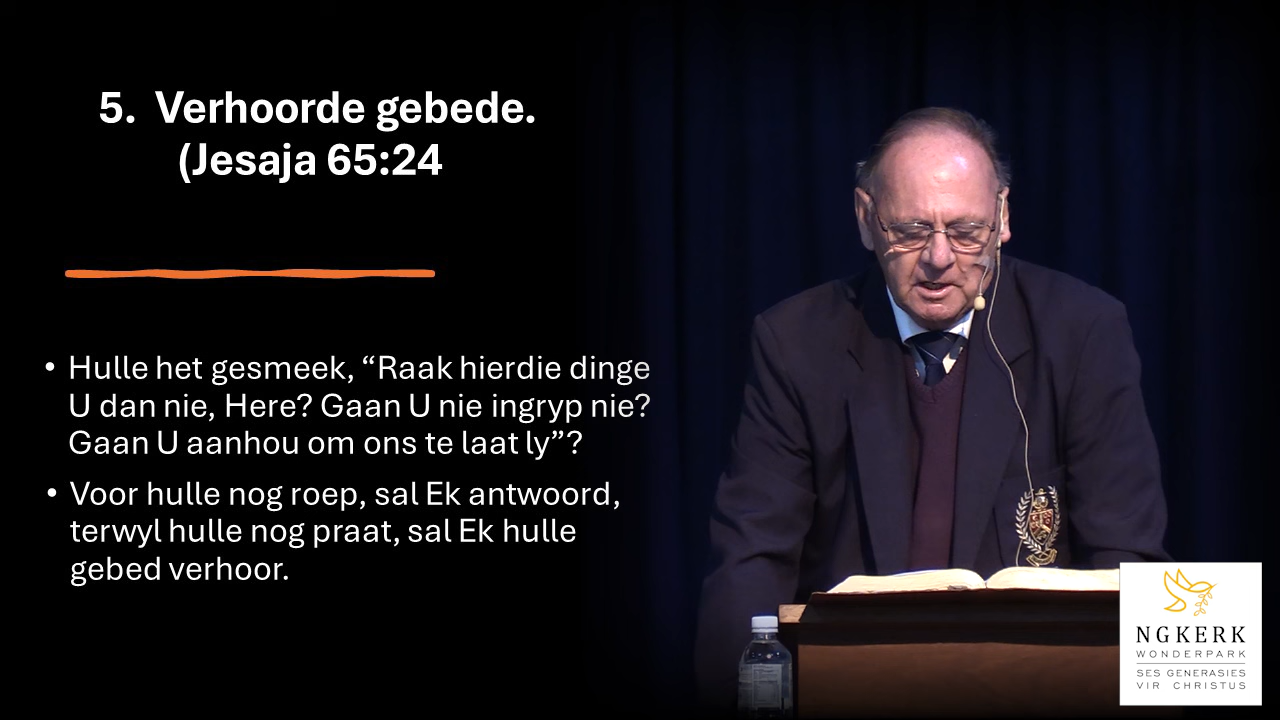 5. Verhoorde gebede.
(Jesaja 65:24
• Hulle het gesmeek, “Raak hierdie dinge
U dan nie, Here? Gaan U nie ingryp nie?
Gaan U aanhou om ons te laat ly”?
• Voor hulle nog roep, sal Ek antwoord,
terwyl hulle nog praat, sal Ek hulle
gebed verhoor.
NGKERK
WONDERPARK
SES GENERASIES
VIR CHRISTUS